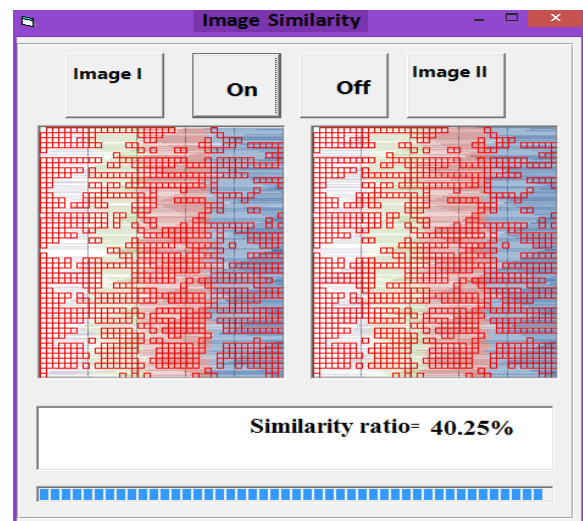 Image Similarity
Image I
On
Off
Image II
Similarity ratio= 40.25%